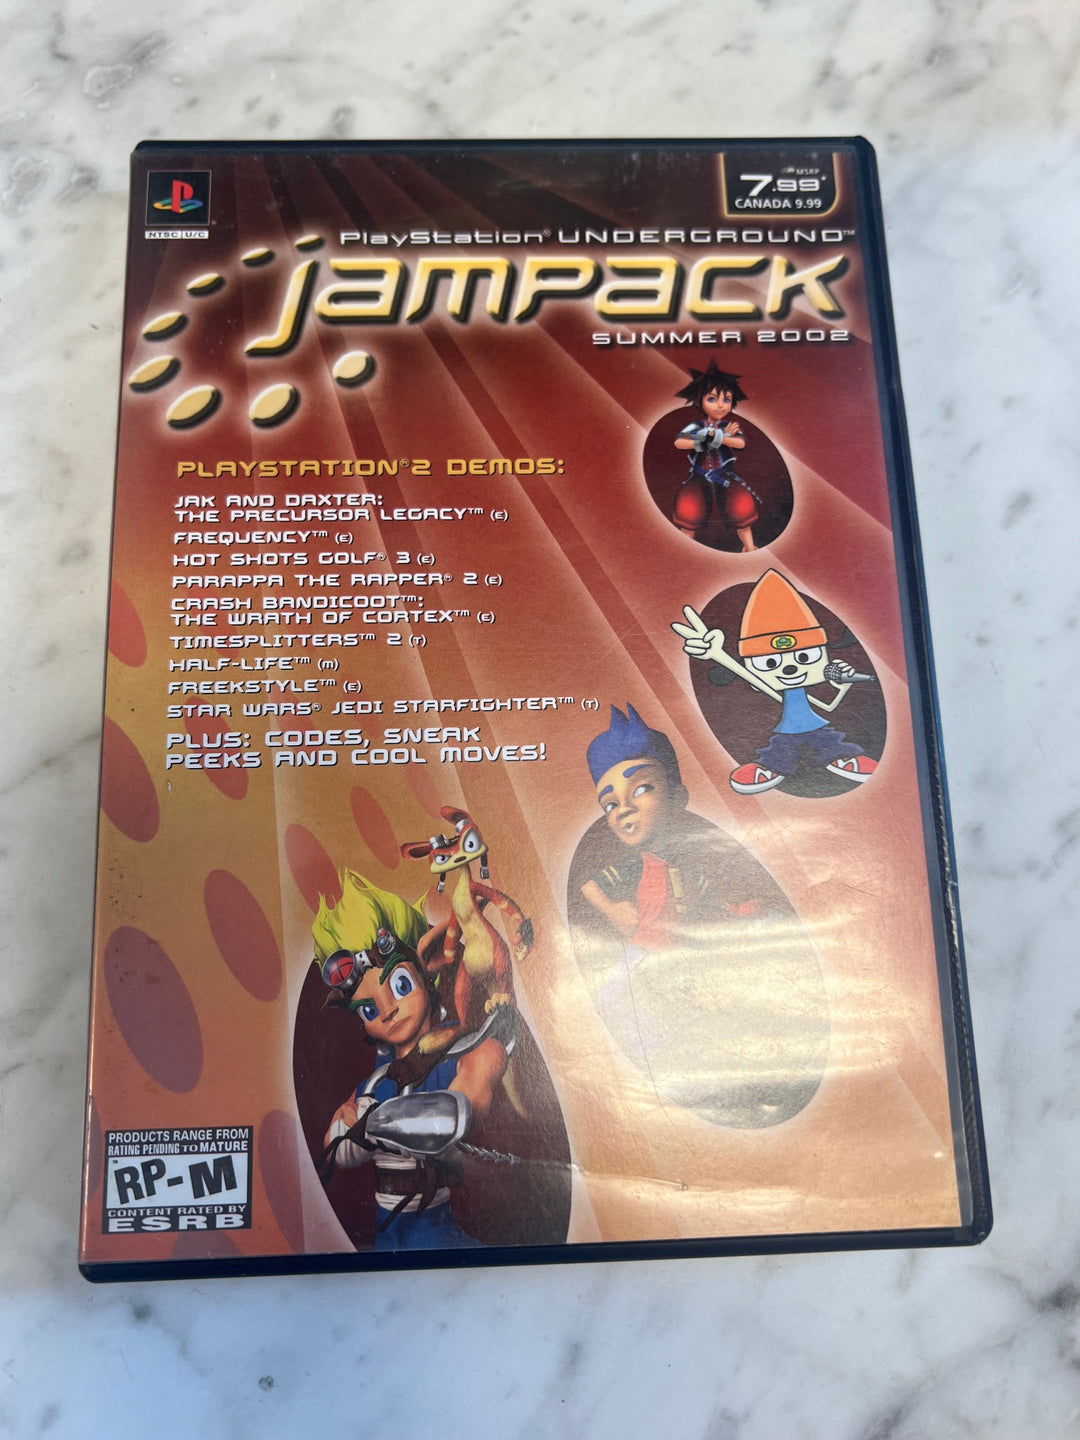 MSRP
7.99*
CANADA 9.99
NTSC U/C
PlayStation® UNDERGROUND™
jampack
SUMMER 2002
PLAYSTATION®2 DEMOS:
JAK AND DAXTER:
THE PRECURSOR LEGACY™ (E)
FREQUENCY™ (E)
HOT SHOTS GOLF® 3 (E)
PARAPPA THE RAPPER® 2 (E)
CRASH BANDICOOT™:
THE WRATH OF CORTEX™ (E)
TIMESPLITTERS™ 2 (T)
HALF-LIFE™ (M)
FREEKSTYLE™ (E)
STAR WARS® JEDI STARFIGHTER™ (T)
PLUS: CODES, SNEAK
PEEKS AND COOL MOVES!
PRODUCTS RANGE FROM
RATING PENDING TO MATURE
RP-M
CONTENT RATED BY
ESRB